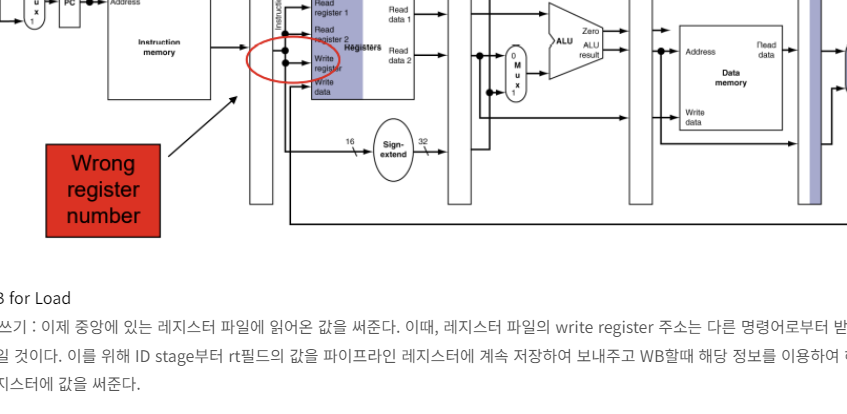 u
x
1
PC
Address
Instruction
memory
Instructi
Read
register 1
Read
data 1
Read
register 2
Registers
Read
data 2
Write
register
Write
data
0
M
u
x
1
Zero
ALU
ALU
result
Address
Read
data
Data
memory
Write
data
16
Sign-
extend
32
Wrong
register
number
for Load
쓰기 : 이제 중앙에 있는 레지스터 파일에 읽어온 값을 써준다. 이때, 레지스터 파일의 write register 주소는 다른 명령어로부터 받
일 것이다. 이를 위해 ID stage부터 rt필드의 값을 파이프라인 레지스터에 계속 저장하여 보내주고 WB할때 해당 정보를 이용하여
지스터에 값을 써준다.